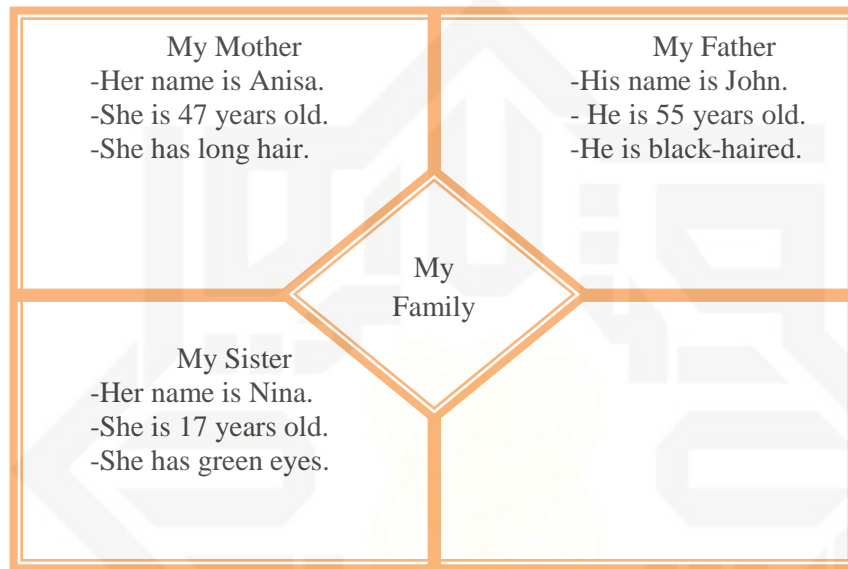 My Mother
-Her name is Anisa.
-She is 47 years old.
-She has long hair.
My Father
-His name is John.
- He is 55 years old.
-He is black-haired.
My
Family
My Sister
-Her name is Nina.
-She is 17 years old.
-She has green eyes.